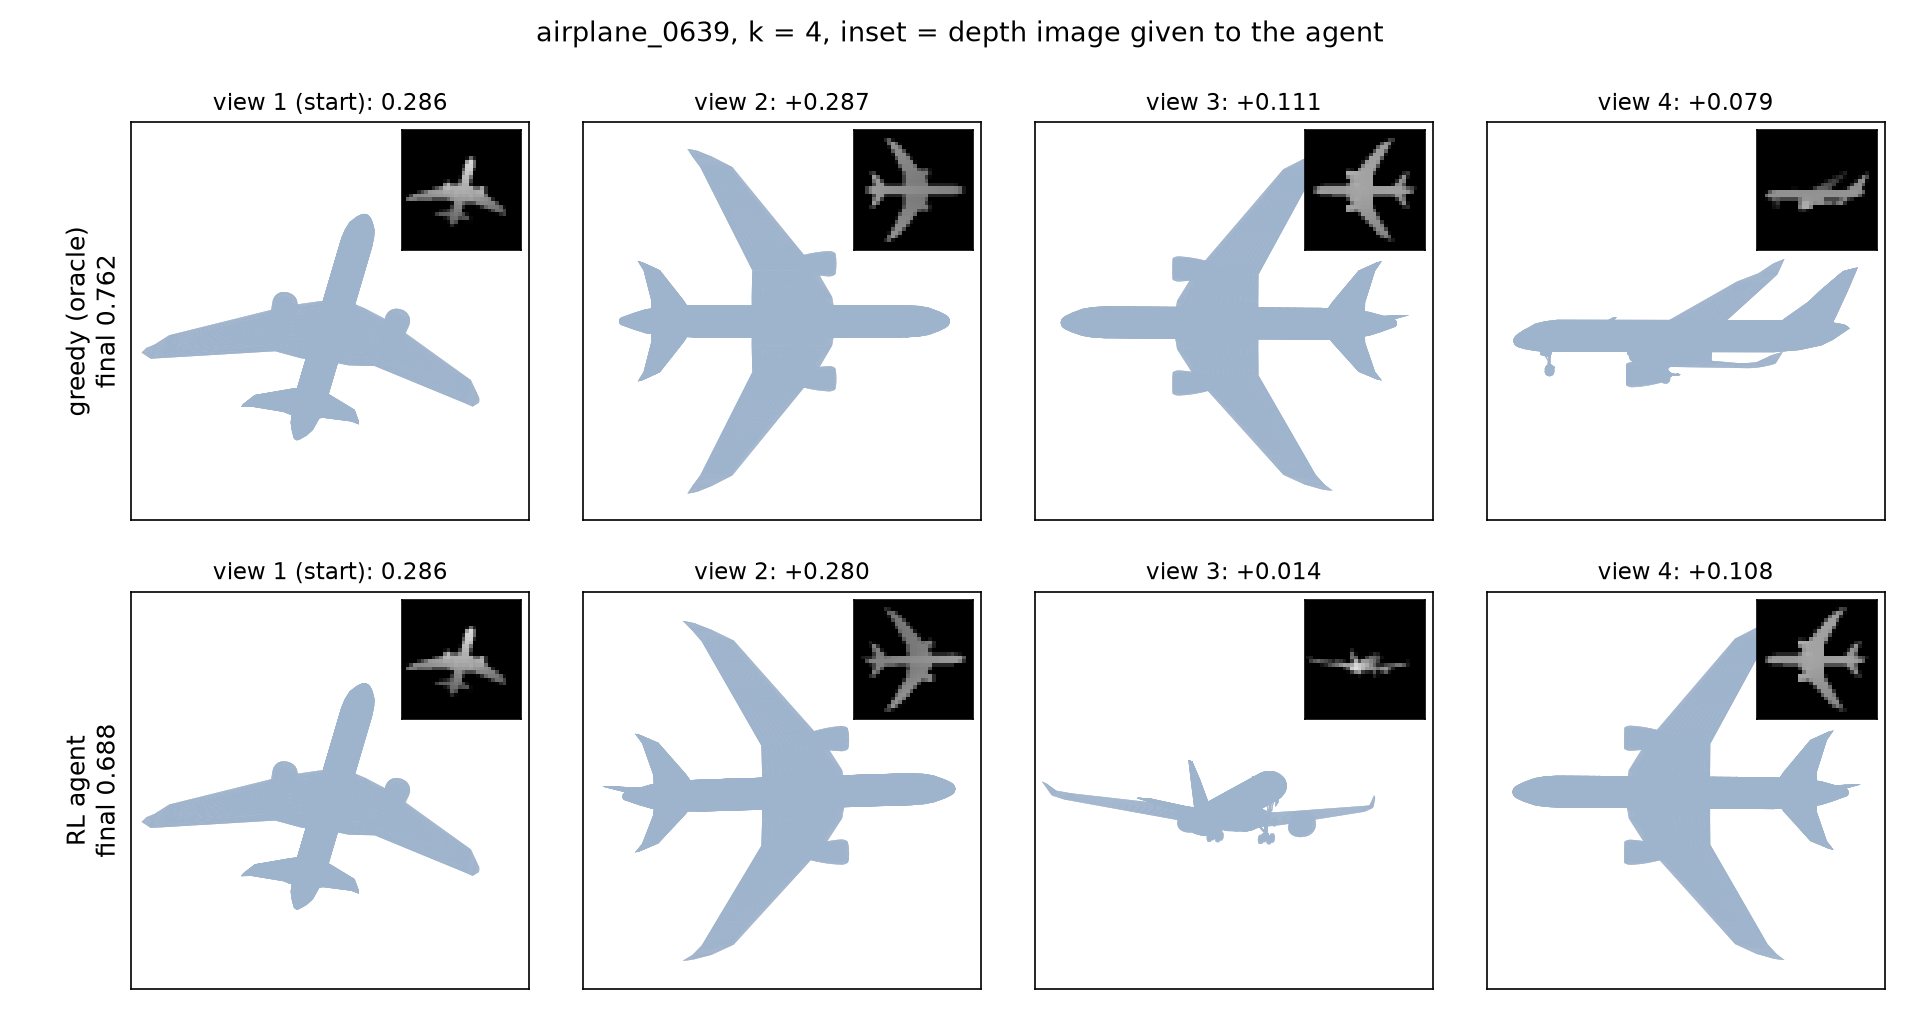 airplane_0639, k = 4, inset = depth image given to the agent
view 1 (start): 0.286
view 2: +0.287
view 3: +0.111
view 4: +0.079
greedy (oracle)
final 0.762
view 1 (start): 0.286
view 2: +0.280
view 3: +0.014
view 4: +0.108
RL agent
final 0.688